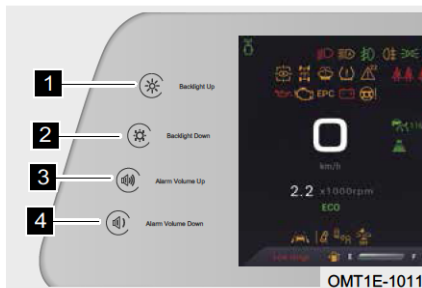 1
Backlight Up
2
Backlight Down
3
Alarm Volume Up
4
Alarm Volume Down
EPC
0
km/h
2.2 x1000rpm
ECO
E
F
OMT1E-1011